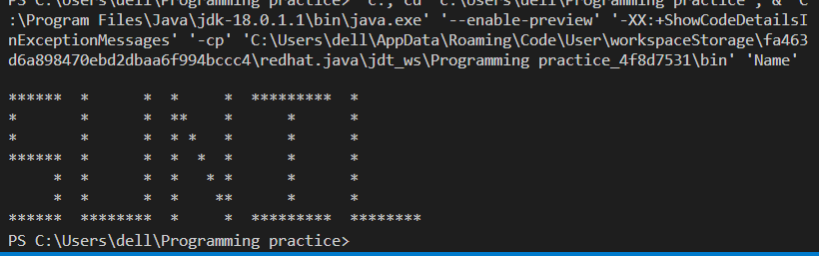 PS C:\Users\dell\Programming practice> c:; cd 'c:\Users\dell\Programming practice'; & 'C
:\Program Files\Java\jdk-18.0.1.1\bin\java.exe' '--enable-preview' '-XX:+ShowCodeDetailsI
nExceptionMessages' '-cp' 'C:\Users\dell\AppData\Roaming\Code\User\workspaceStorage\fa463
d6a898470ebd2dbaa6f994bccc4\redhat.java\jdt_ws\Programming practice_4f8d7531\bin' 'Name'
******  *      *  *     *  *********  *
*       *      *  **    *      *      *
*       *      *  * *   *      *      *
******  *      *  *  *  *      *      *
     *  *      *  *   * *      *      *
     *  *      *  *    **      *      *
******  ********  *     *  *********  ********
PS C:\Users\dell\Programming practice>